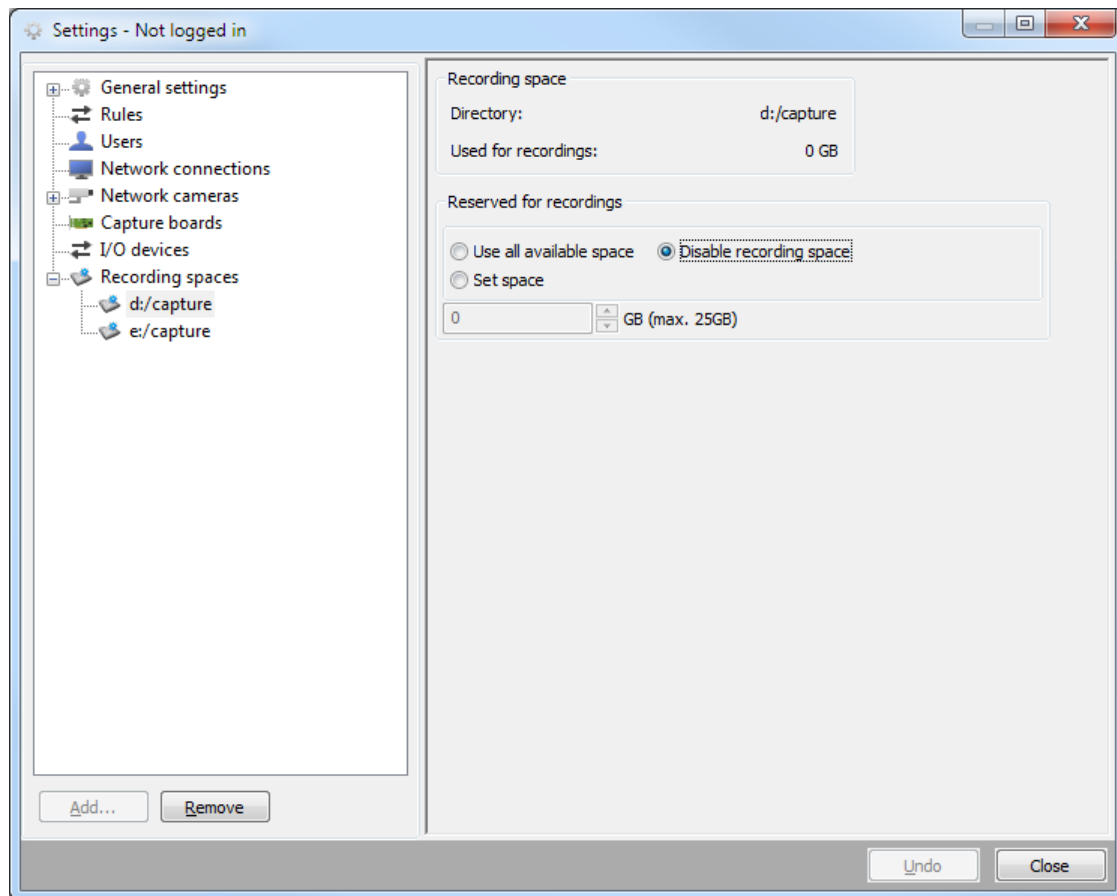 Settings - Not logged in
General settings
Rules
Users
Network connections
Network cameras
Capture boards
I/O devices
Recording spaces
d:/capture
e:/capture
Add...
Remove
Recording space
Directory: d:/capture
Used for recordings: 0 GB
Reserved for recordings
Use all available space Disable recording space
Set space
0 GB (max. 25GB)
Undo Close